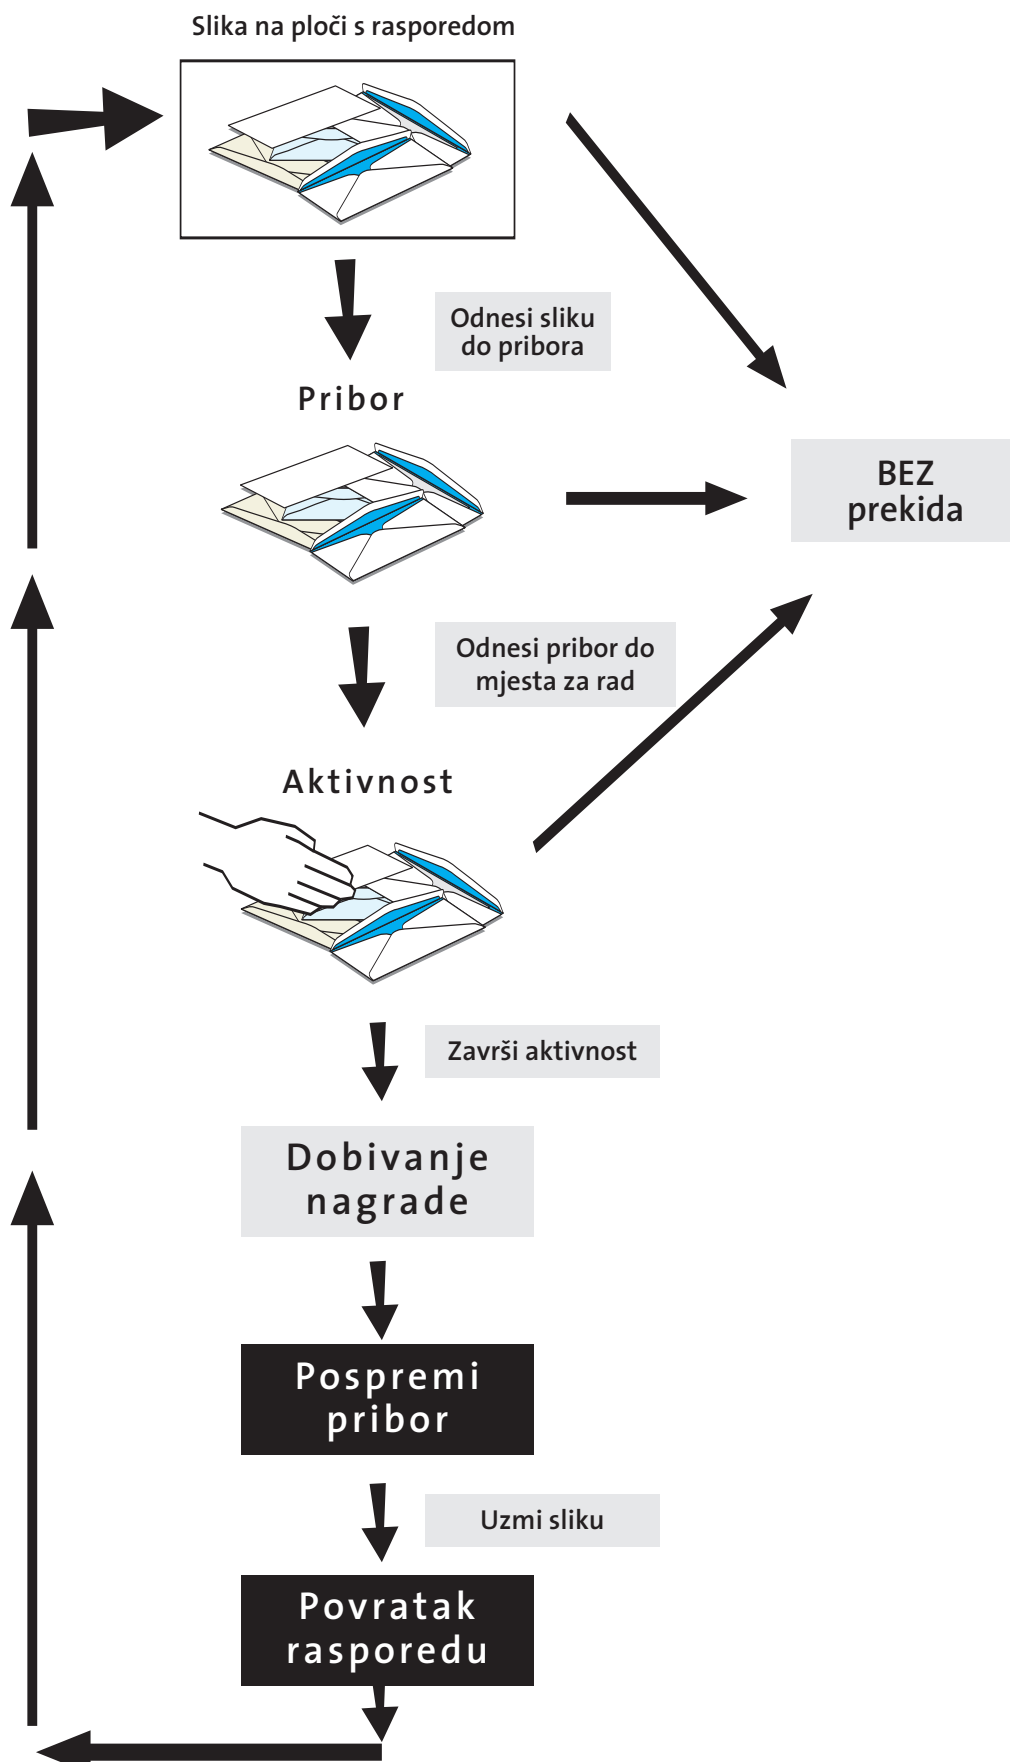 Slika na ploči s rasporedom
Odnesi sliku
do pribora
Pribor
BEZ
prekida
Odnesi pribor do
mjesta za rad
Aktivnost
Završi aktivnost
Dobivanje
nagrade
Pospremi
pribor
Uzmi sliku
Povratak
rasporedu